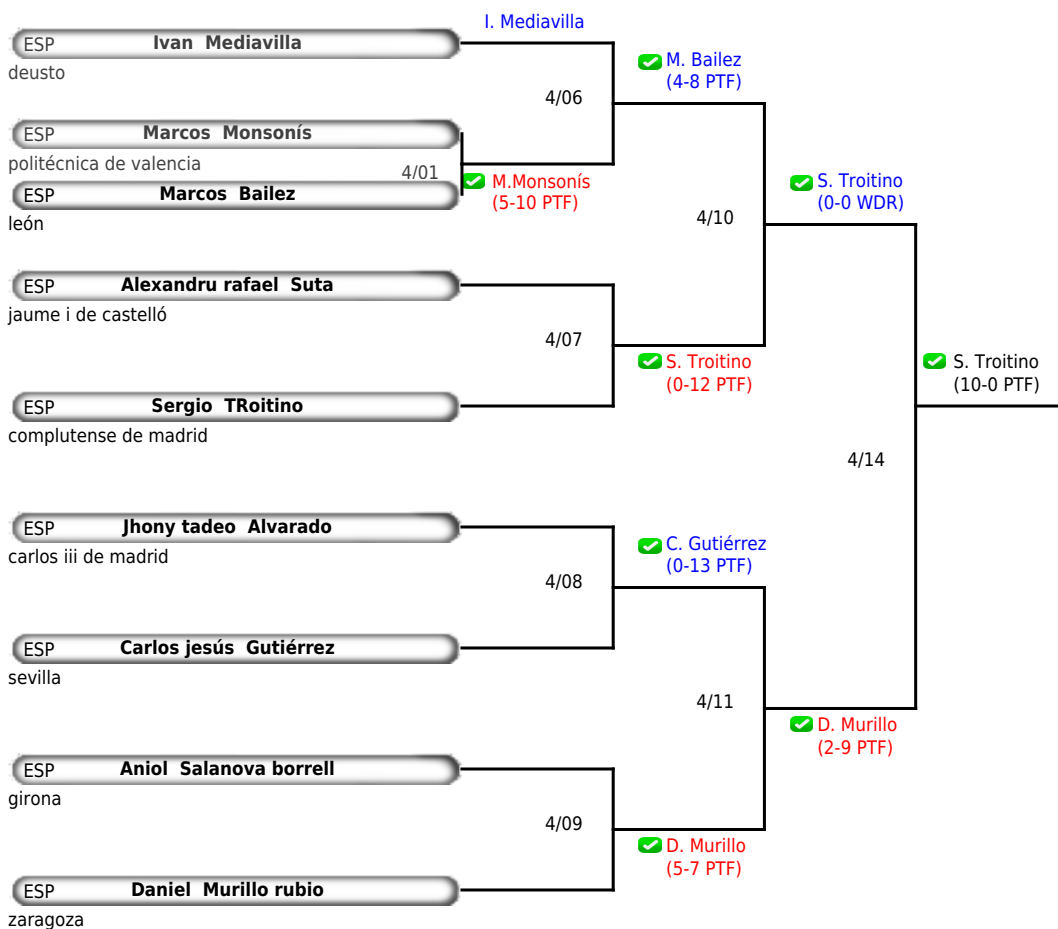 I. Mediavilla
ESP Ivan Mediavilla
deusto
M. Bailez
(4-8 PTF)
4/06
ESP Marcos Monsonís
politécnica de valencia
4/01
M.Monsonís
(5-10 PTF)
ESP Marcos Bailez
león
S. Troitino
(0-0 WDR)
4/10
ESP Alexandru rafael Suta
jaume i de castelló
4/07
S. Troitino
(0-12 PTF)
S. Troitino
(10-0 PTF)
ESP Sergio TRoitino
complutense de madrid
4/14
ESP Jhony tadeo Alvarado
carlos iii de madrid
C. Gutiérrez
(0-13 PTF)
4/08
ESP Carlos jesús Gutiérrez
sevilla
4/11
D. Murillo
(2-9 PTF)
ESP Aniol Salanova borrell
girona
4/09
D. Murillo
(5-7 PTF)
ESP Daniel Murillo rubio
zaragoza